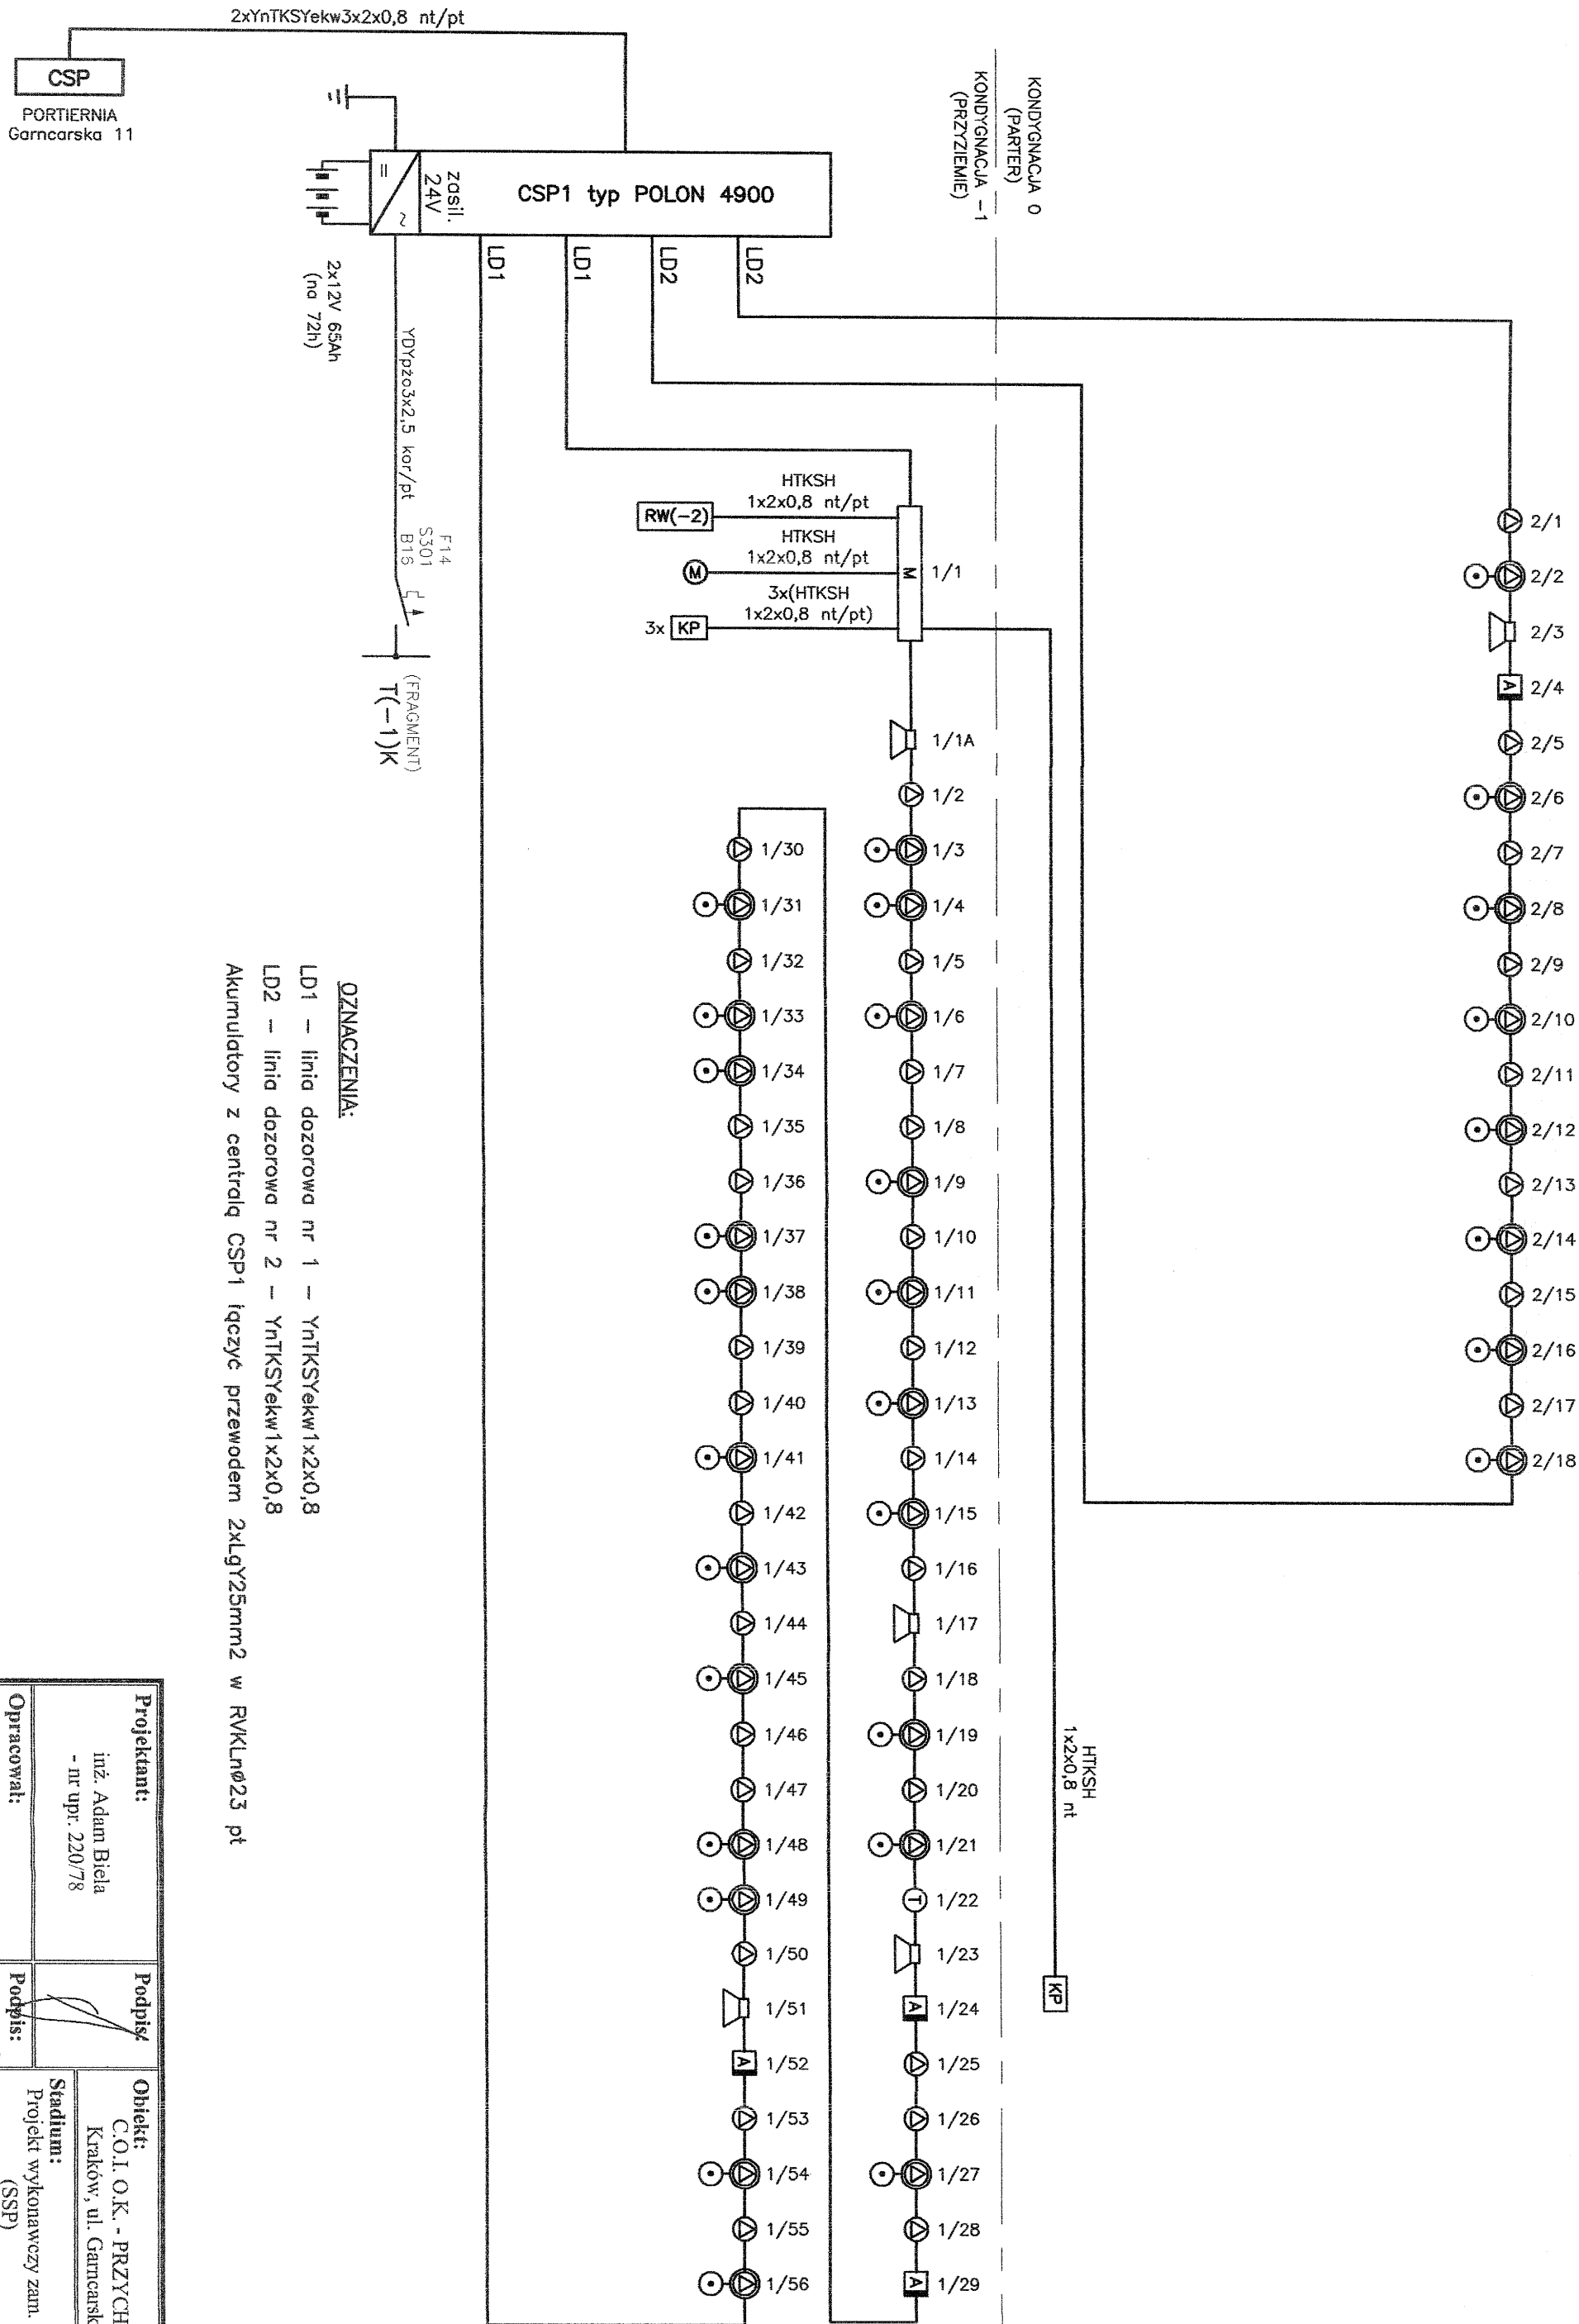 2xYnTKSYekw3x2x0,8 nt/pt
CSP
PORTIERNIA
Garncarska 11
zasil.
24V
CSP1 typ POLON 4900
KONDYGNACJA 0
(PARTER)
KONDYGNACJA -1
(PRZYZIEMIE)
LD1
LD1
LD2
LD2
2x12V 65Ah
(na 72h)
YDYpżo3x2,5 kor/pt
F14
S301
B16
(FRAGMENT)
T(-1)K
HTKSH
1x2x0,8 nt/pt
RW(-2)
HTKSH
1x2x0,8 nt/pt
M
3x(HTKSH
1x2x0,8 nt/pt)
3x KP
M
1/1
1/1A
1/2
1/3
1/4
1/5
1/6
1/7
1/8
1/9
1/10
1/11
1/12
1/13
1/14
1/15
1/16
1/17
1/18
1/19
1/20
1/21
T 1/22
1/23
A 1/24
1/25
1/26
1/27
1/28
A 1/29
1/30
1/31
1/32
1/33
1/34
1/35
1/36
1/37
1/38
1/39
1/40
1/41
1/42
1/43
1/44
1/45
1/46
1/47
1/48
1/49
1/50
1/51
A 1/52
1/53
1/54
1/55
1/56
2/1
2/2
2/3
A 2/4
2/5
2/6
2/7
2/8
2/9
2/10
2/11
2/12
2/13
2/14
2/15
2/16
2/17
2/18
HTKSH
1x2x0,8 nt
KP
OZNACZENIA:
LD1 – linia dozorowa nr 1 – YnTKSYekw1x2x0,8
LD2 – linia dozorowa nr 2 – YnTKSYekw1x2x0,8
Akumulatory z centralą CSP1 łączyć przewodem 2xLgY25mm2 w RVKLnø23 pt
Projektant:
inż. Adam Biela
- nr upr. 220/78
Podpis:
Obiekt:
C.O.I. O.K. - PRZYCH
Kraków, ul. Garncarsk
Opracował:
Podpis:
Stadium:
Projekt wykonawczy zam.
(SSP)